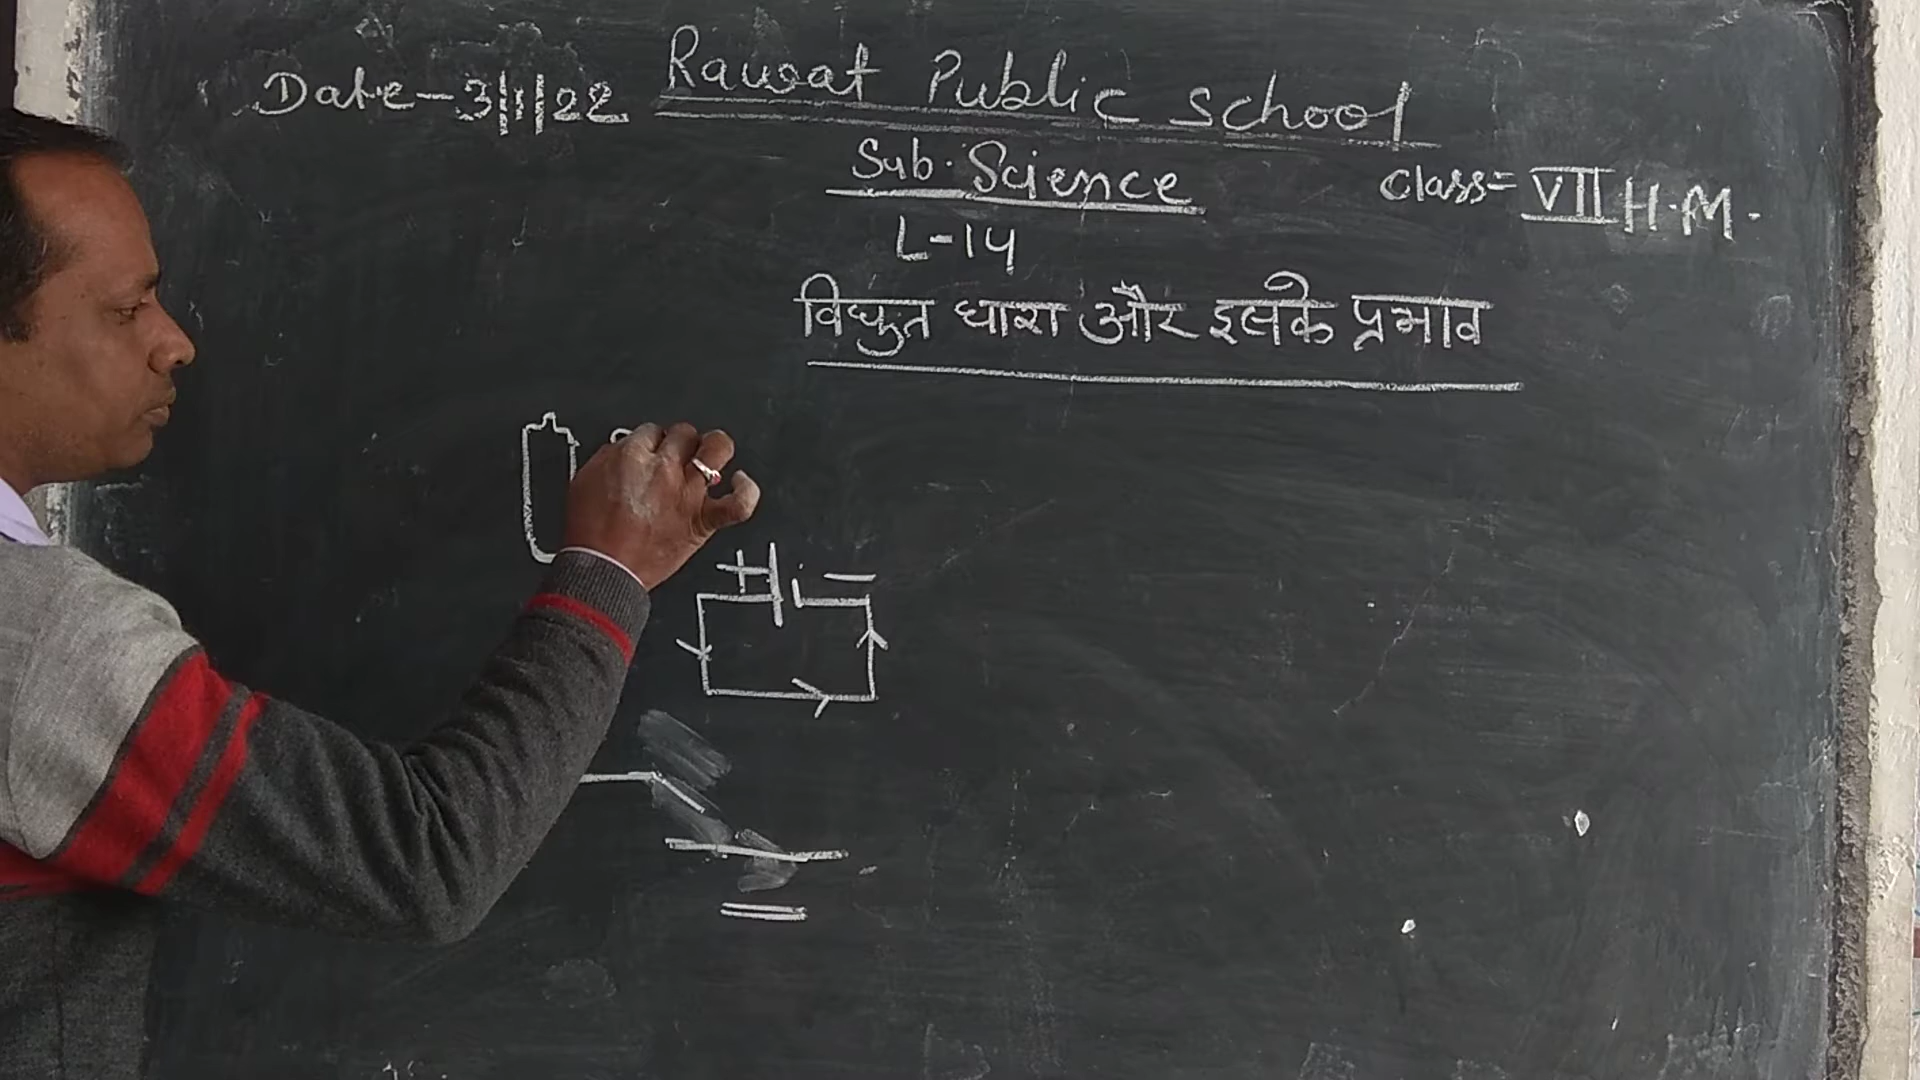 Date-3/1/22 Rawat Public School
Sub. Science
Class= VII H.M.
L-14
विधुत धारा और इसके प्रभाव
+ -